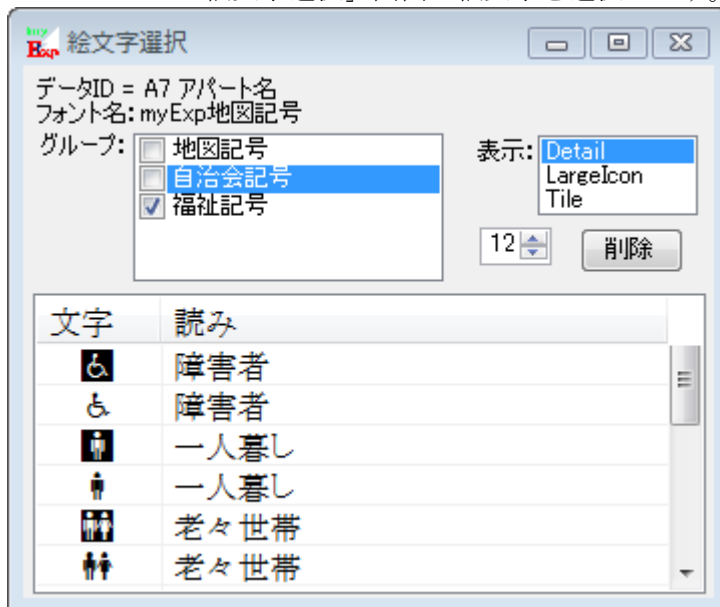 my
Exp 絵文字選択
データID = A7 アパート名
フォント名: myExp地図記号
グループ: 地図記号
自治会記号
福祉記号
表示: Detail
LargeIcon
Tile
12 削除
文字 読み
障害者
障害者
一人暮し
一人暮し
老々世帯
老々世帯